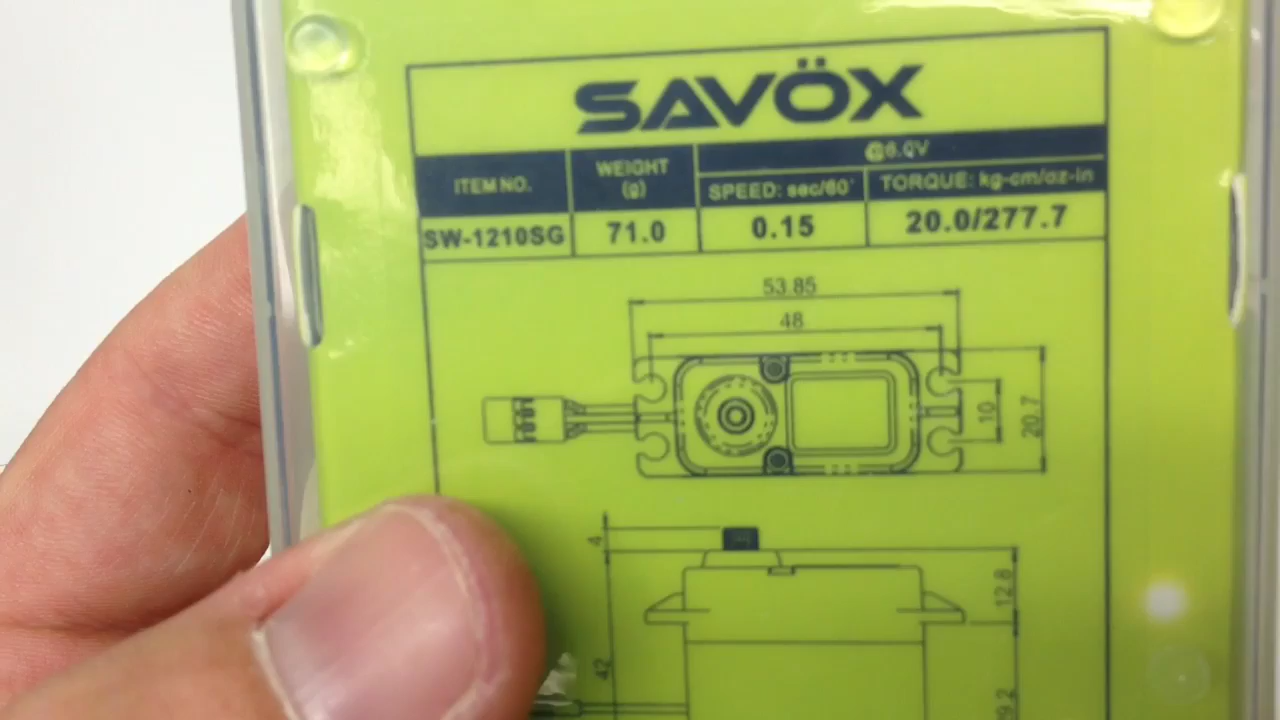 SAVÖX
ITEM NO.
WEIGHT
(g)
@6.0V
SPEED: sec/60°
TORQUE: kg-cm/oz-in
SW-1210SG
71.0
0.15
20.0/277.7
53.85
48
10
20.7
4
12.8
42